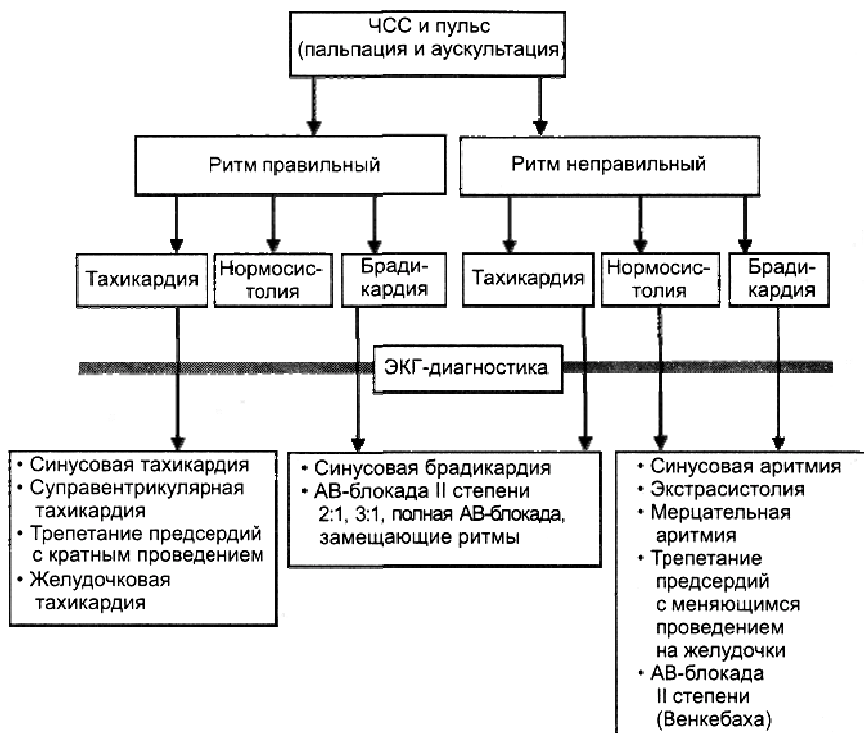 ЧСС и пульс
(пальпация и аускультация)
Ритм правильный
Ритм неправильный
Тахикардия
Нормосис-
толия
Бради-
кардия
Тахикардия
Нормосис-
толия
Бради-
кардия
ЭКГ-диагностика
• Синусовая тахикардия
• Суправентрикулярная
тахикардия
• Трепетание предсердий
с кратным проведением
• Желудочковая
тахикардия
• Синусовая брадикардия
• АВ-блокада II степени
2:1, 3:1, полная АВ-блокада,
замещающие ритмы
• Синусовая аритмия
• Экстрасистолия
• Мерцательная
аритмия
• Трепетание
предсердий
с меняющимся
проведением
на желудочки
• АВ-блокада
II степени
(Венкебаха)